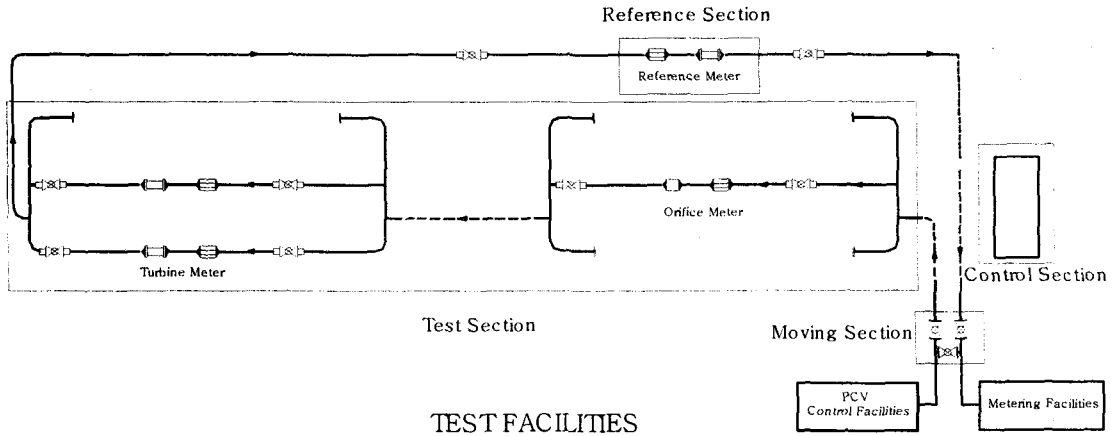 Reference Section
Reference Meter
Orifice Meter
Turbine Meter
Control Section
Test Section
Moving Section
PCV
Control Facilities
Metering Facilities
TEST FACILITIES